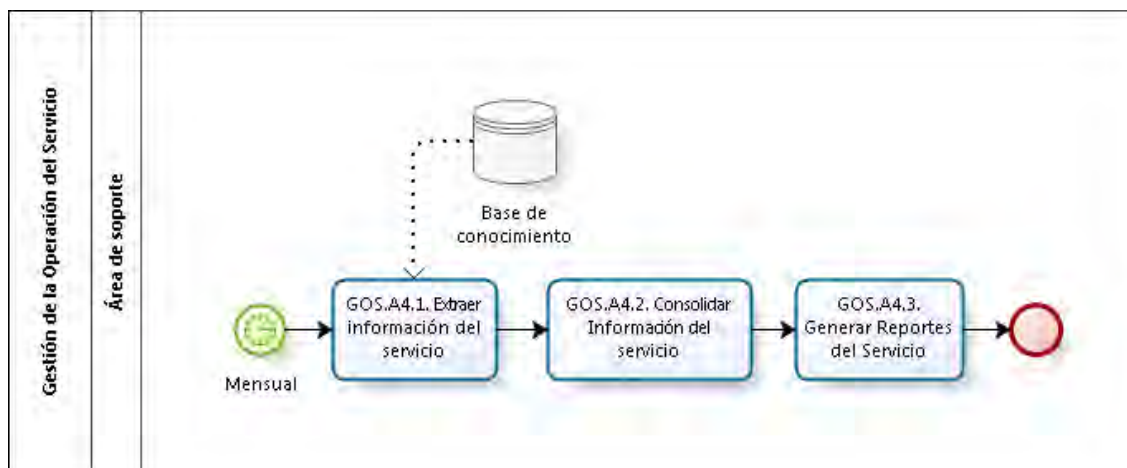 Gestión de la Operación del Servicio
Área de soporte
Base de
conocimiento
Mensual
GOS.A4.1. Extraer
información del
servicio
GOS.A4.2. Consolidar
Información del
servicio
GOS.A4.3.
Generar Reportes
del Servicio